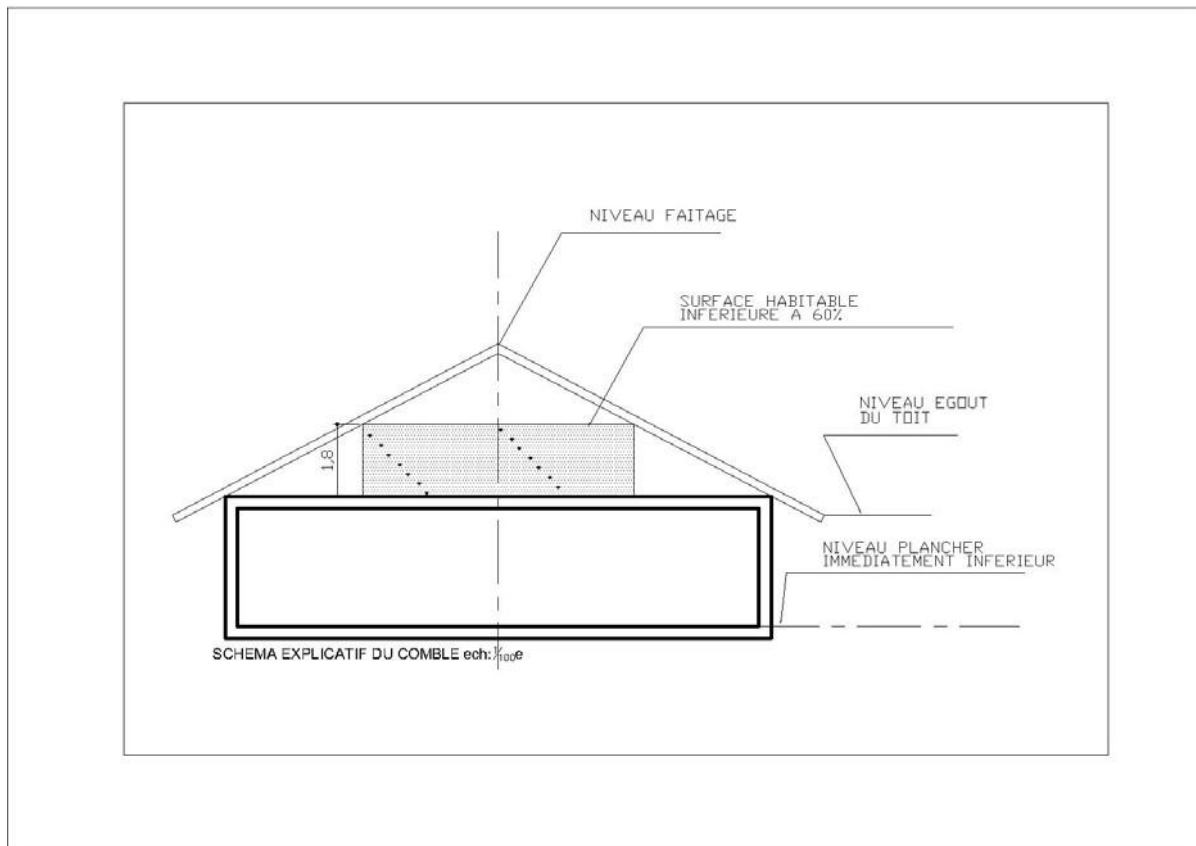 NIVEAU FAITAGE
SURFACE HABITABLE
INFERIEURE A 60%
NIVEAU EGOUT
DU TOIT
1,8
NIVEAU PLANCHER
IMMEDIATEMENT INFERIEUR
SCHEMA EXPLICATIF DU COMBLE ech: 1/100e